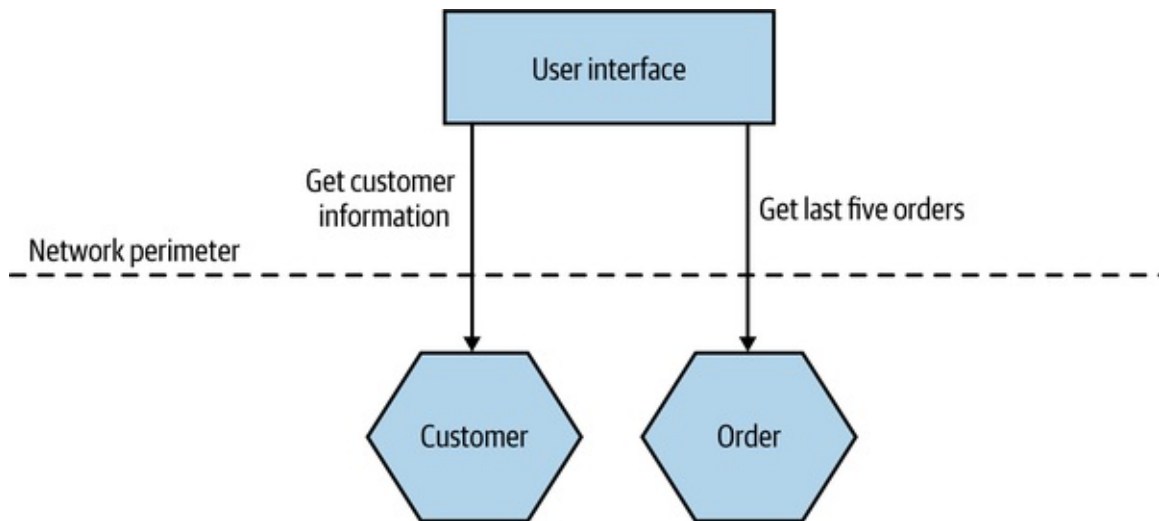 User interface
Get customer
information
Get last five orders
Network perimeter
Customer
Order